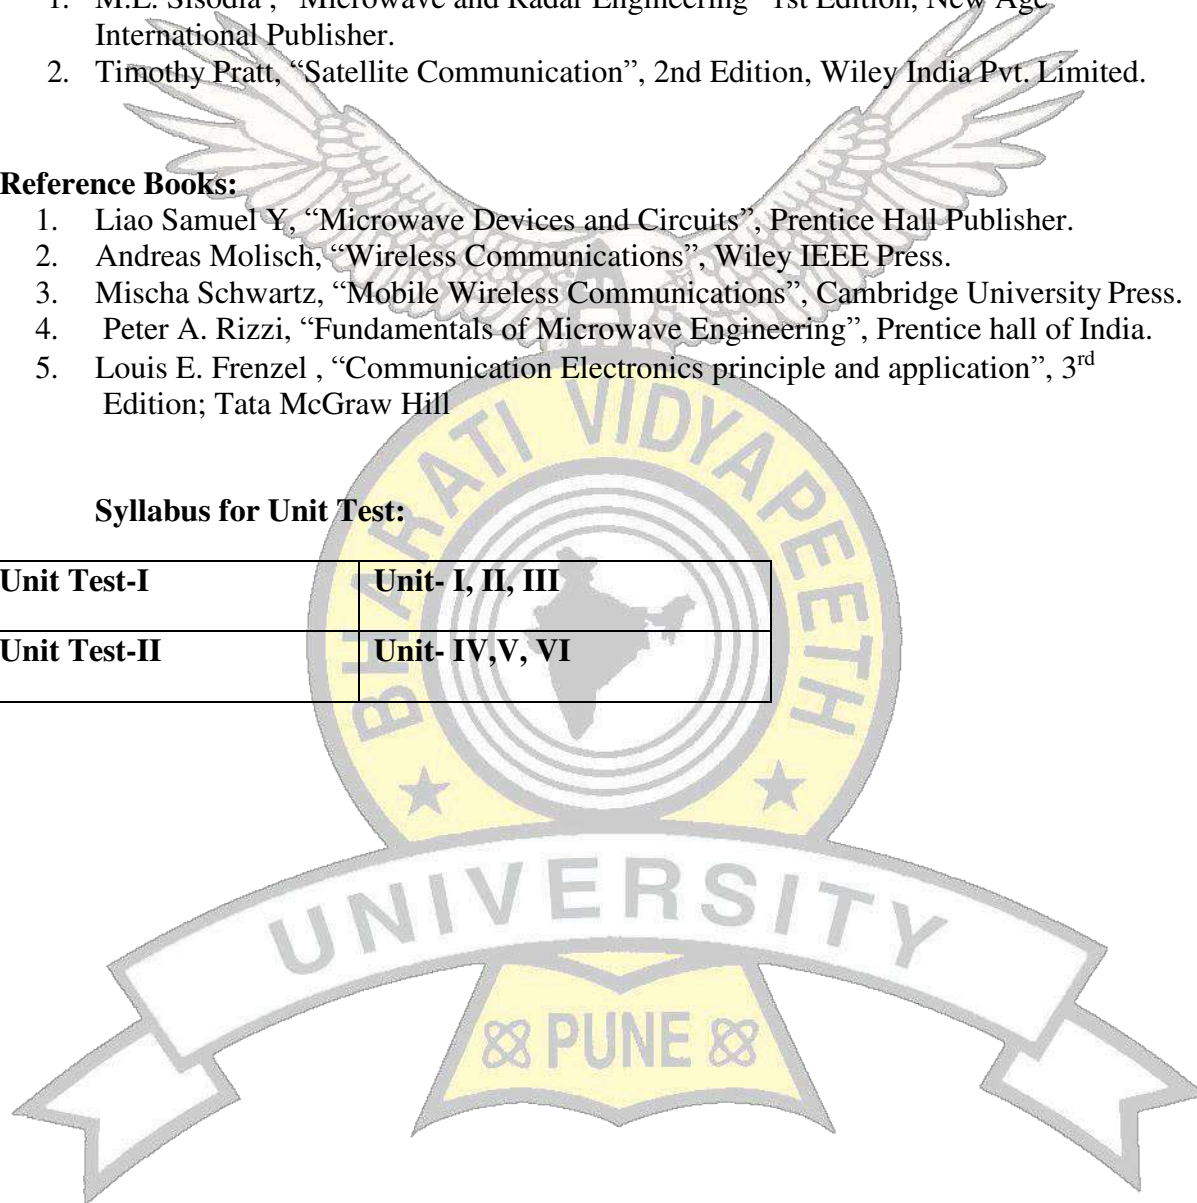 1. M.L. Sisodia , “Microwave and Radar Engineering” 1st Edition, New Age
International Publisher.
2. Timothy Pratt, “Satellite Communication”, 2nd Edition, Wiley India Pvt. Limited.
Reference Books:
1. Liao Samuel Y, “Microwave Devices and Circuits”, Prentice Hall Publisher.
2. Andreas Molisch, “Wireless Communications”, Wiley IEEE Press.
3. Mischa Schwartz, “Mobile Wireless Communications”, Cambridge University Press.
4. Peter A. Rizzi, “Fundamentals of Microwave Engineering”, Prentice hall of India.
5. Louis E. Frenzel , “Communication Electronics principle and application”, 3rd
Edition; Tata McGraw Hill
Syllabus for Unit Test:
Unit Test-I Unit- I, II, III
Unit Test-II Unit- IV,V, VI
BHARATI VIDYAPEETH
UNIVERSITY
PUNE